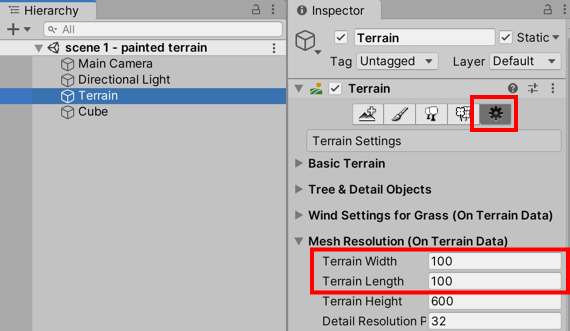 Hierarchy
All
scene 1 - painted terrain
Main Camera
Directional Light
Terrain
Cube
Inspector
Terrain
Static
Tag Untagged Layer Default
Terrain
Terrain Settings
Basic Terrain
Tree & Detail Objects
Wind Settings for Grass (On Terrain Data)
Mesh Resolution (On Terrain Data)
Terrain Width 100
Terrain Length 100
Terrain Height 600
Detail Resolution P 32